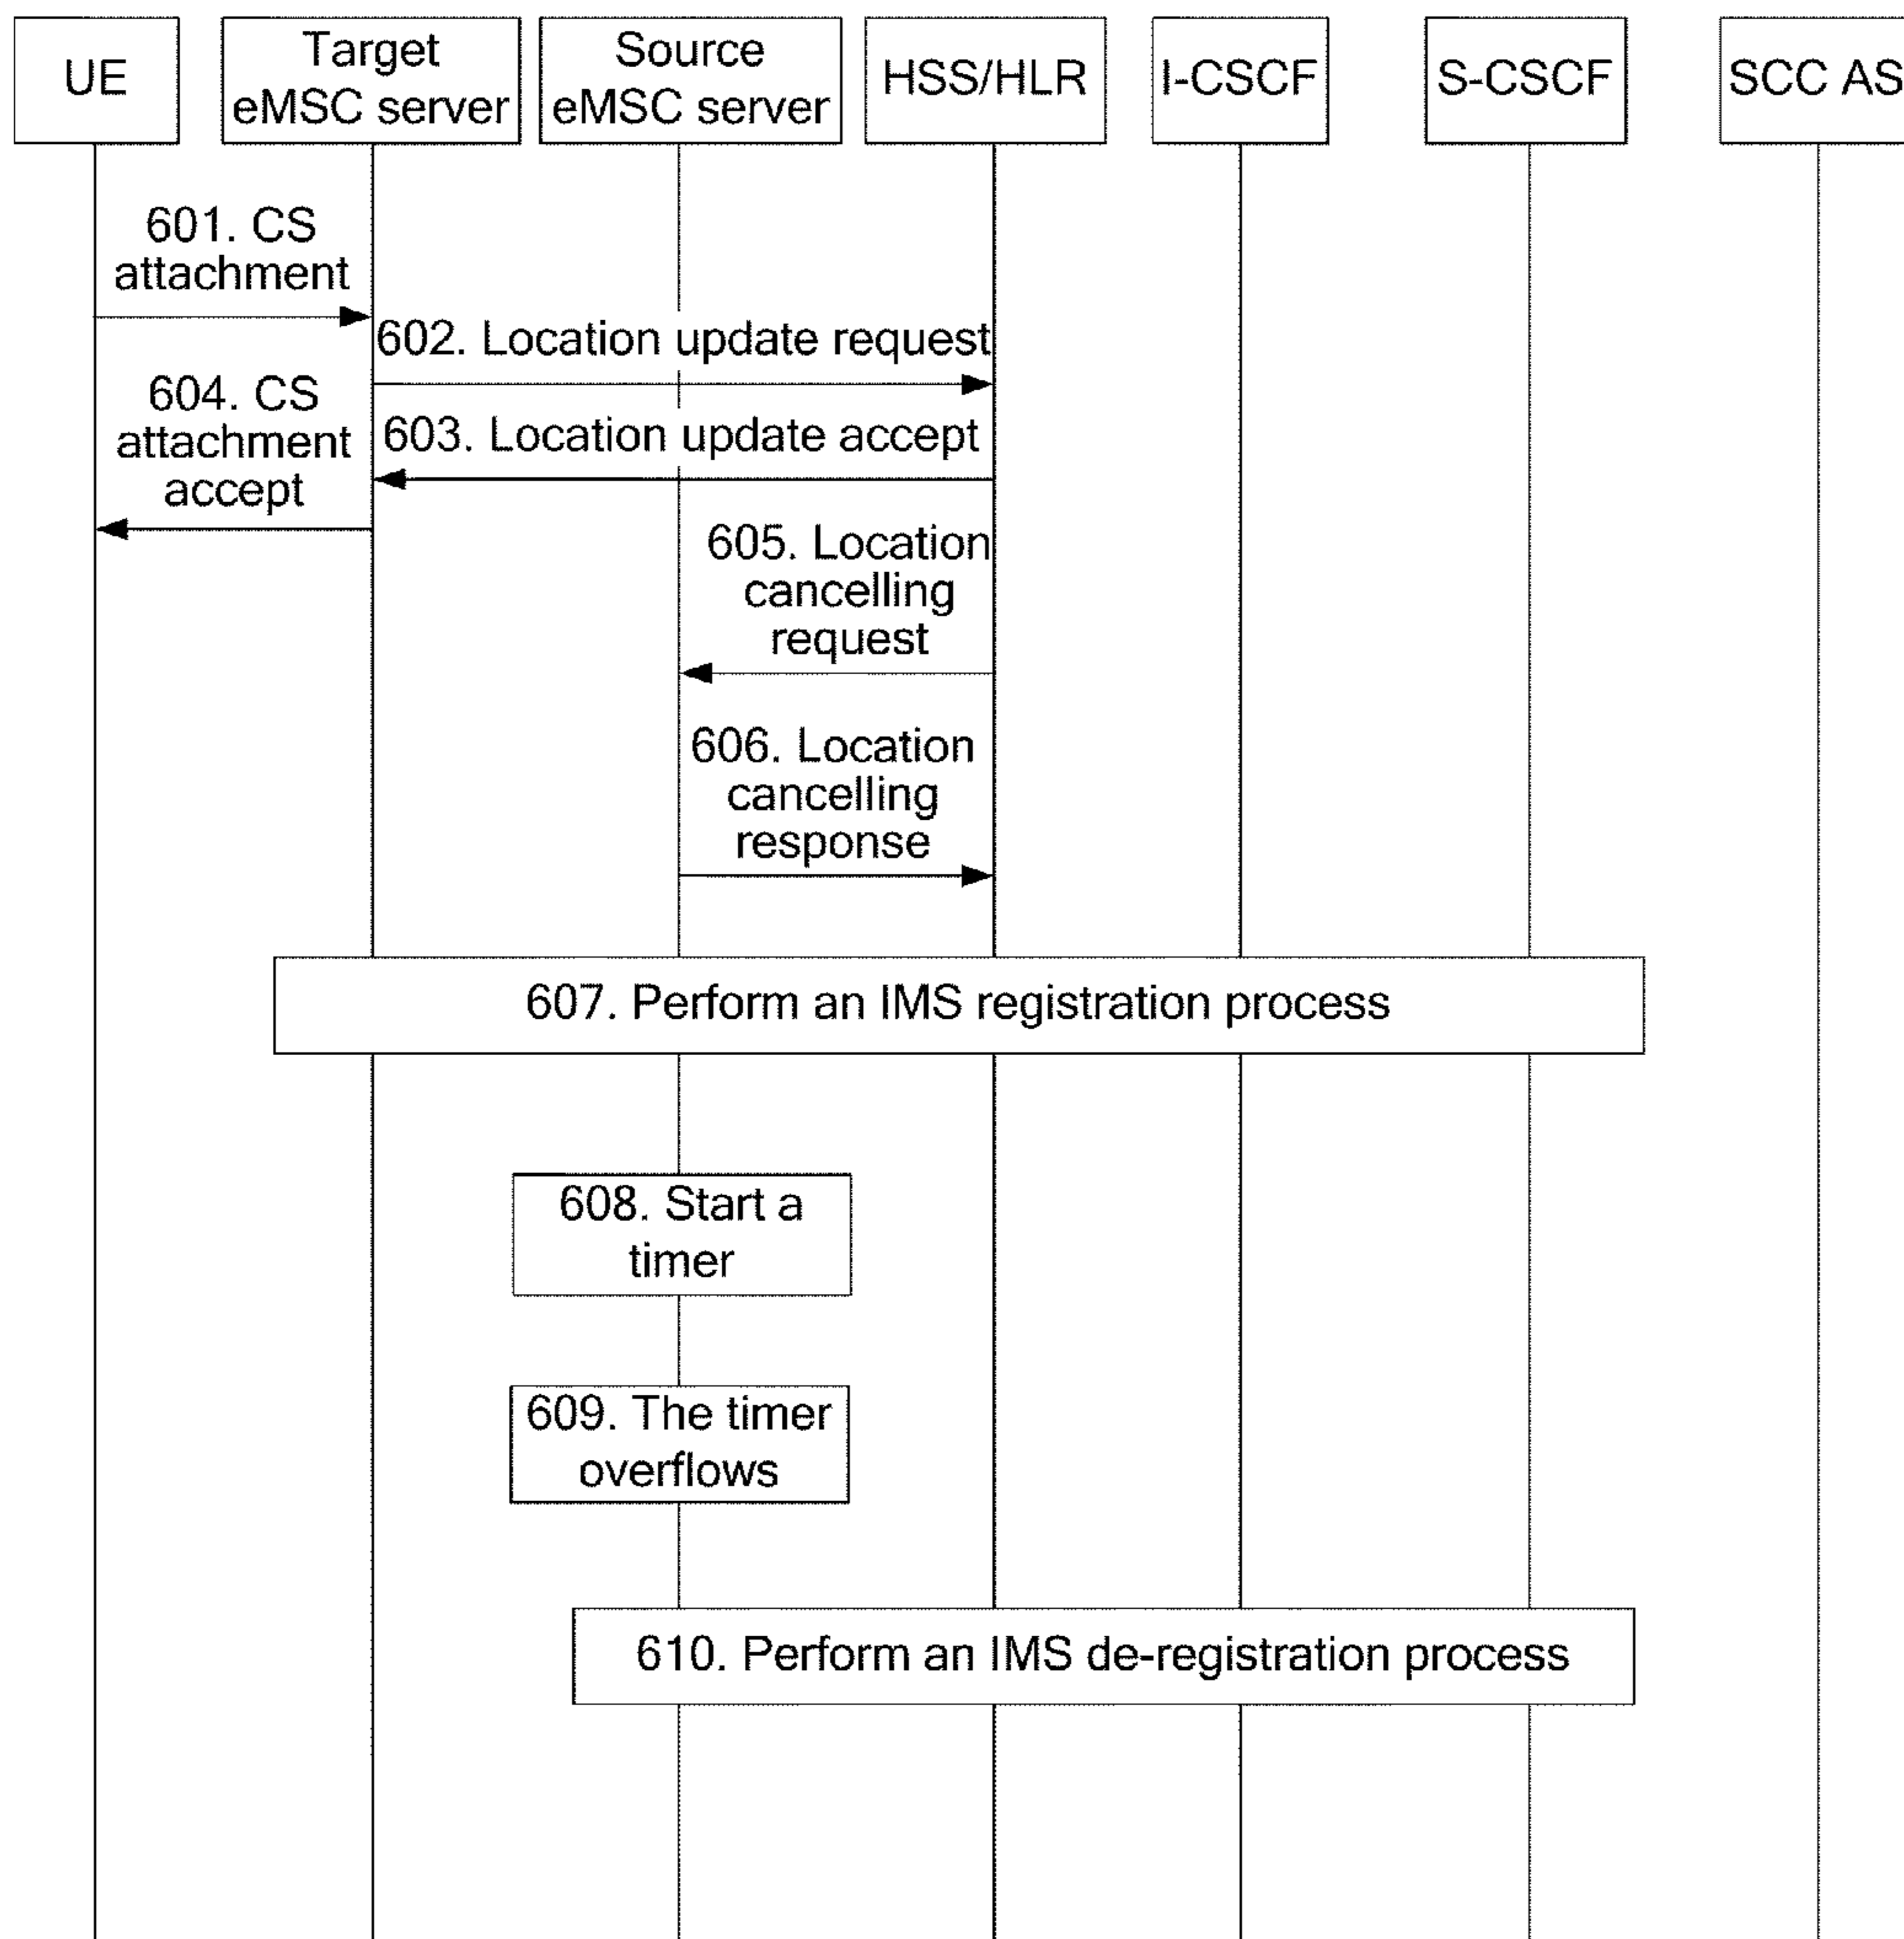 UE
Target
eMSC server
Source
eMSC server
HSS/HLR
I-CSCF
S-CSCF
SCC AS
601. CS
attachment
602. Location update request
603. Location update accept
604. CS
attachment
accept
605. Location
cancelling
request
606. Location
cancelling
response
607. Perform an IMS registration process
608. Start a
timer
609. The timer
overflows
610. Perform an IMS de-registration process